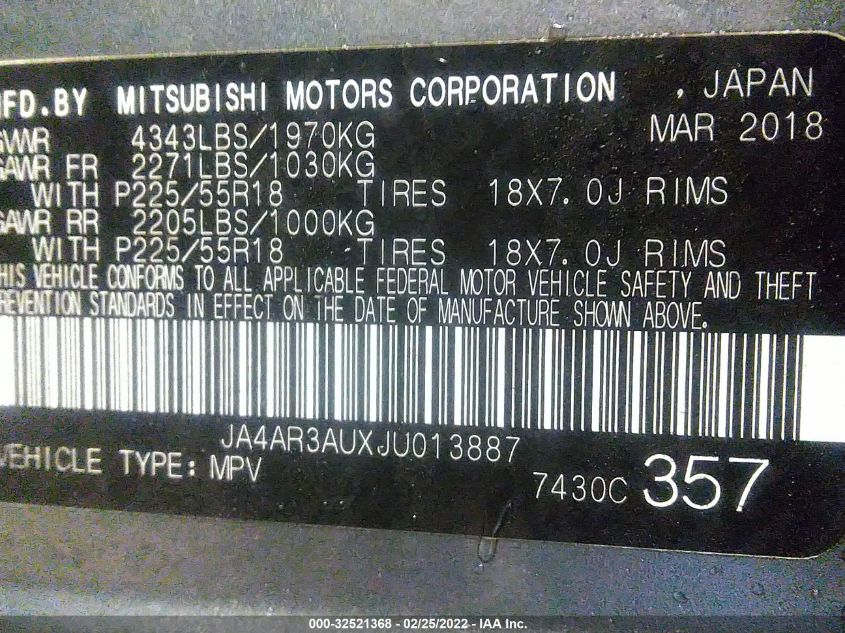 MFD.BY MITSUBISHI MOTORS CORPORATION , JAPAN
GVWR 4343LBS/1970KG MAR 2018
GAWR FR 2271LBS/1030KG
WITH P225/55R18 TIRES 18X7.0J RIMS
GAWR RR 2205LBS/1000KG
WITH P225/55R18 TIRES 18X7.0J RIMS
THIS VEHICLE CONFORMS TO ALL APPLICABLE FEDERAL MOTOR VEHICLE SAFETY AND THEFT
PREVENTION STANDARDS IN EFFECT ON THE DATE OF MANUFACTURE SHOWN ABOVE.
JA4AR3AUXJU013887
VEHICLE TYPE: MPV 7430C 357
000-32521368 - 02/25/2022 - IAA Inc.